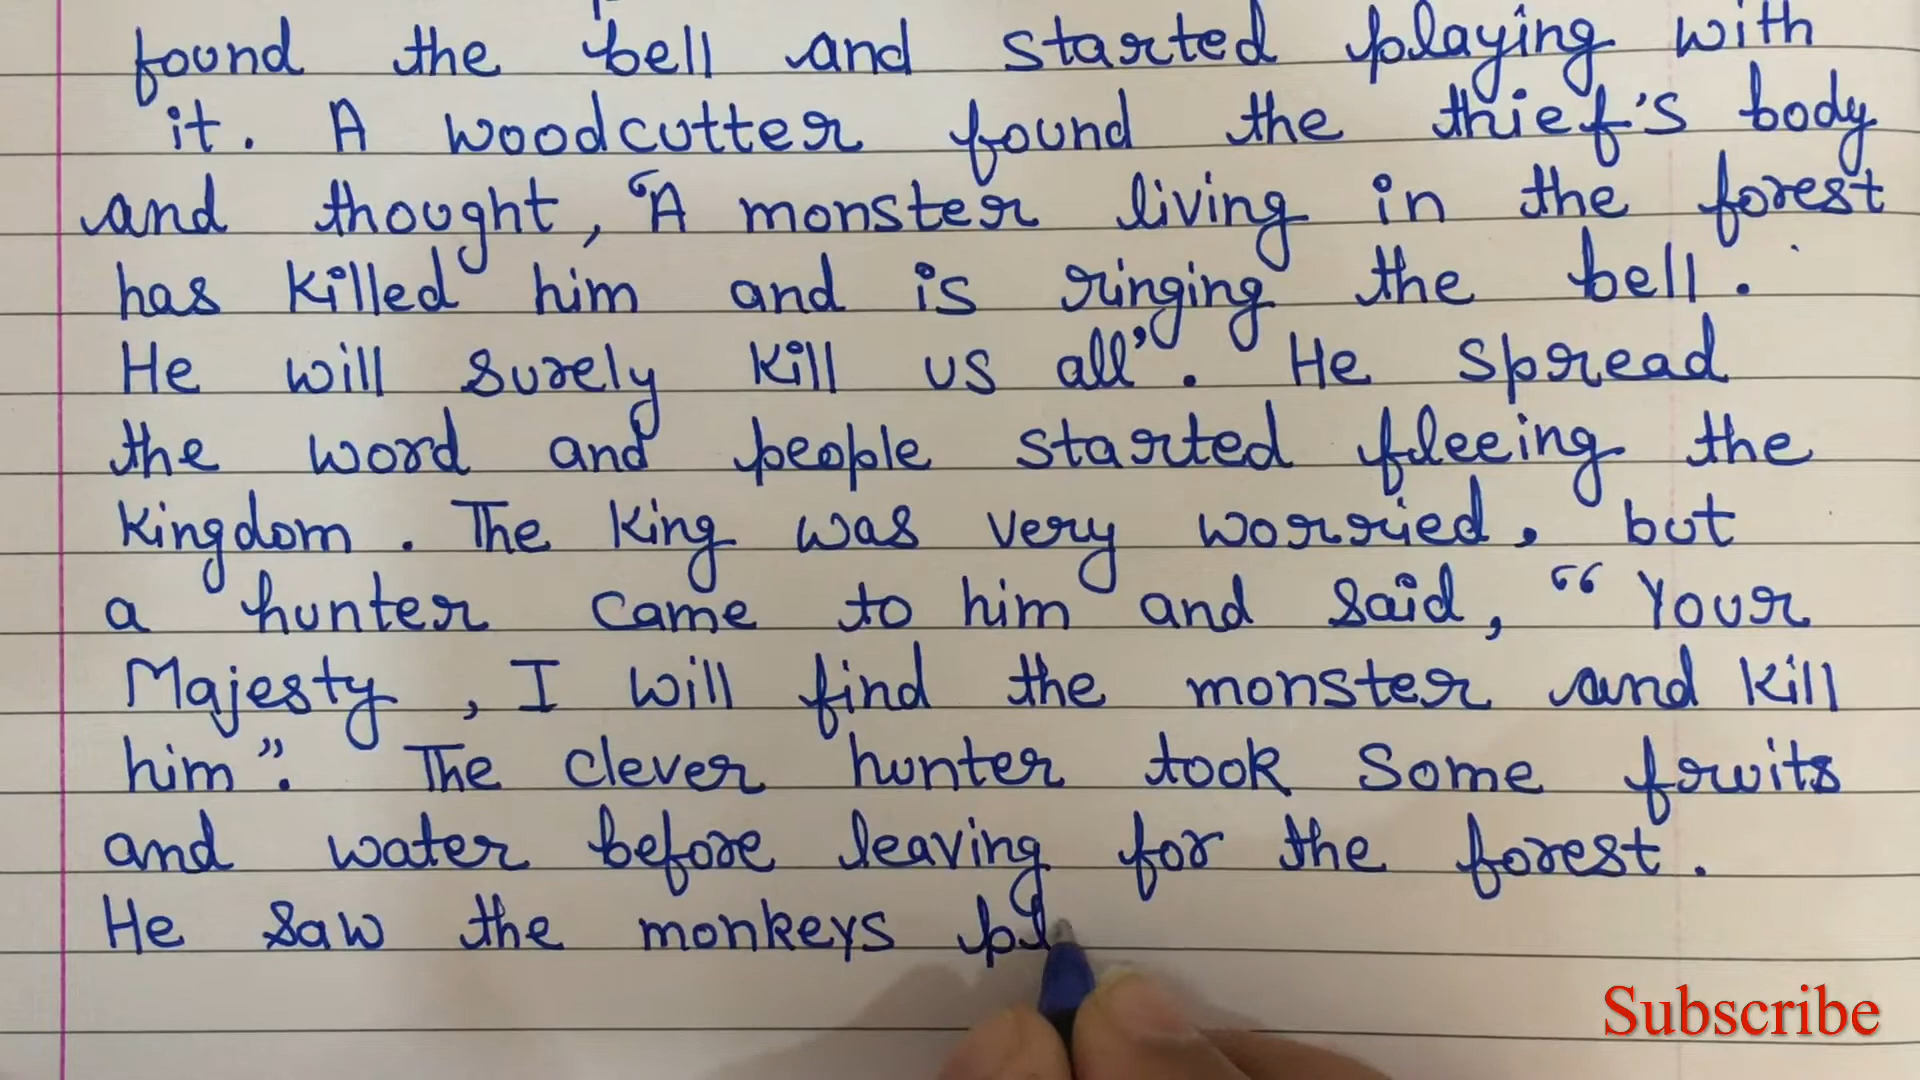 found the bell and started playing with
it. A woodcutter found the thief's body
and thought, "A monster living in the forest
has killed him and is ringing the bell.
He will surely kill us all". He spread
the word and people started fleeing the
kingdom. The king was very worried, but
a hunter came to him and said, "Your
Majesty, I will find the monster and kill
him". The clever hunter took some fruits
and water before leaving for the forest.
He saw the monkeys pl
Subscribe